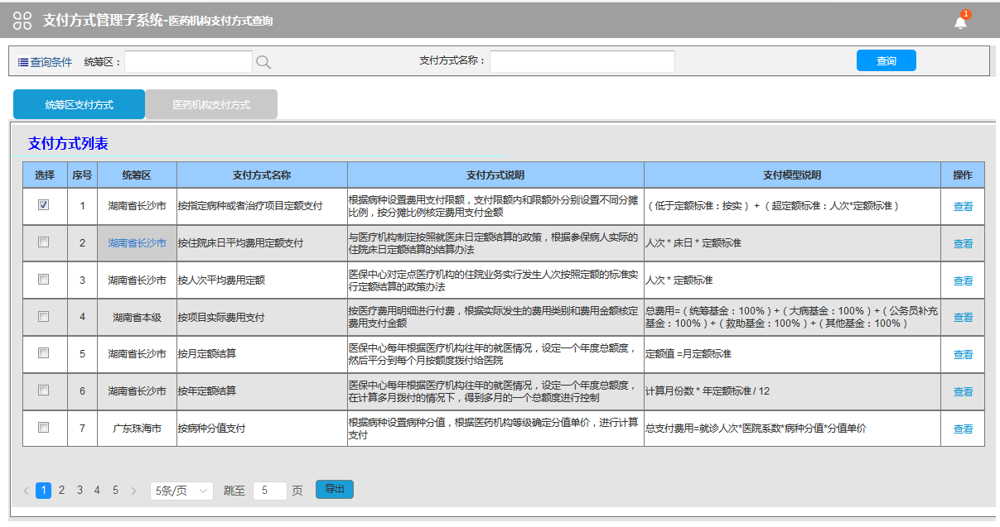 支付方式管理子系统-医药机构支付方式查询
1
查询条件 统筹区：
支付方式名称：
查询
统筹区支付方式 医药机构支付方式
支付方式列表
选择 序号 统筹区 支付方式名称 支付方式说明 支付模型说明 操作
1 湖南省长沙市 按指定病种或者治疗项目定额支付
根据病种设置费用支付限额，支付限额内和限额外分别设置不同分摊
比例，按分摊比例核定费用支付金额
（低于定额标准：按实）+（超定额标准：人次*定额标准）
查看
2 湖南省长沙市 按住院床日平均费用定额支付
与医疗机构制定按照就医床日定额结算的政策，根据参保病人实际的
住院床日定额结算的结算办法
人次 * 床日 * 定额标准
查看
3 湖南省长沙市 按人次平均费用定额
医保中心对定点医疗机构的住院业务实行发生人次按照定额的标准实
行定额结算的政策办法
人次 * 定额标准
查看
4 湖南省本级 按项目实际费用支付
按医疗费用明细进行付费，根据实际发生的费用类别和费用金额核定
费用支付金额
总费用=（统筹基金：100%）+（大病基金：100%）+（公务员补充
基金：100%）+（救助基金：100%）+（其他基金：100%）
查看
5 湖南省长沙市 按月定额结算
医保中心每年根据医疗机构往年的就医情况，设定一个年度总额度，
然后平分到每个月按额度拨付给医院
定额值 =月定额标准
查看
6 湖南省长沙市 按年定额结算
医保中心每年根据医疗机构往年的就医情况，设定一个年度总额度，
在计算多月拨付的情况下，得到多月的一个总额度进行控制
计算月份数 * 年定额标准 / 12
查看
7 广东珠海市 按病种分值支付
根据病种设置病种分值，根据医药机构等级确定分值单价，进行计算
支付
总支付费用=就诊人次*医院系数*病种分值*分值单价
查看
< 1 2 3 4 5 > 5条/页 跳至 5 页 导出